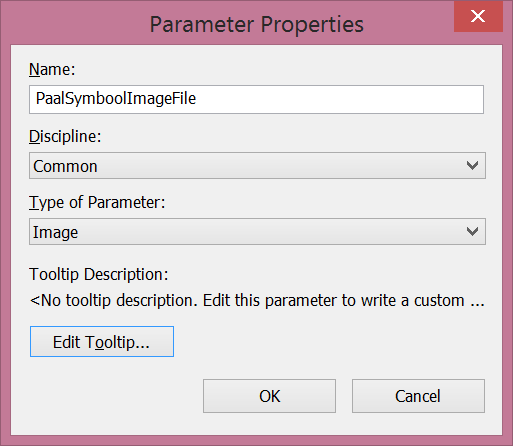 Parameter Properties
Name:
PaalSymboolImageFile
Discipline:
Common
Type of Parameter:
Image
Tooltip Description:
<No tooltip description. Edit this parameter to write a custom ...
Edit Tooltip...
OK
Cancel